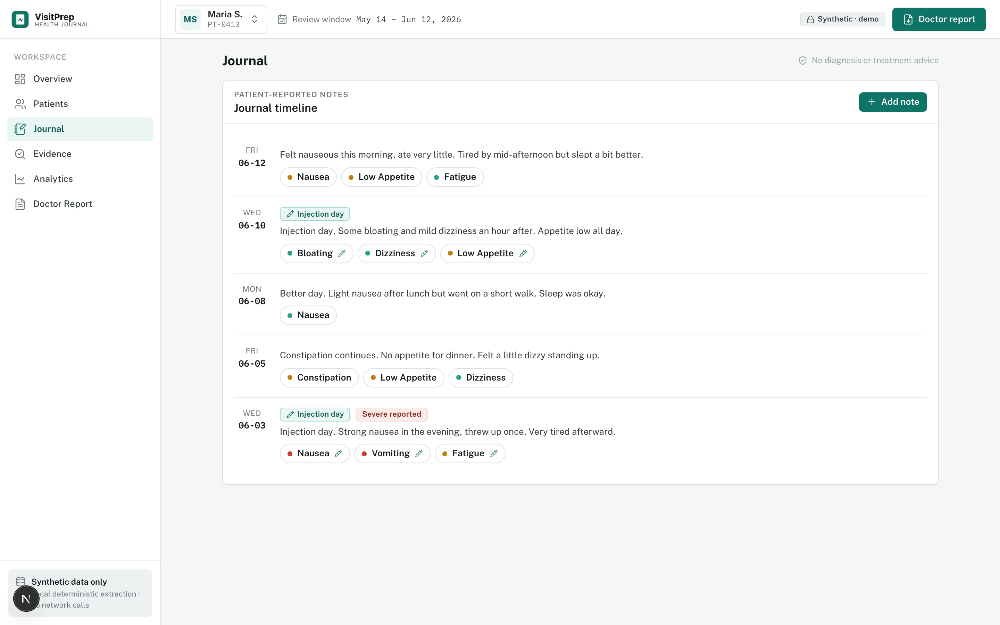 VisitPrep
HEALTH JOURNAL
MS
Maria S.
PT-0413
Review window May 14 – Jun 12, 2026
Synthetic · demo
Doctor report
WORKSPACE
Overview
Patients
Journal
Evidence
Analytics
Doctor Report
Journal
No diagnosis or treatment advice
PATIENT-REPORTED NOTES
Journal timeline
Add note
FRI
06-12
Felt nauseous this morning, ate very little. Tired by mid-afternoon but slept a bit better.
Nausea Low Appetite Fatigue
WED
06-10
Injection day
Injection day. Some bloating and mild dizziness an hour after. Appetite low all day.
Bloating Dizziness Low Appetite
MON
06-08
Better day. Light nausea after lunch but went on a short walk. Sleep was okay.
Nausea
FRI
06-05
Constipation continues. No appetite for dinner. Felt a little dizzy standing up.
Constipation Low Appetite Dizziness
WED
06-03
Injection day Severe reported
Injection day. Strong nausea in the evening, threw up once. Very tired afterward.
Nausea Vomiting Fatigue
Synthetic data only
deterministic extraction ·
network calls
N